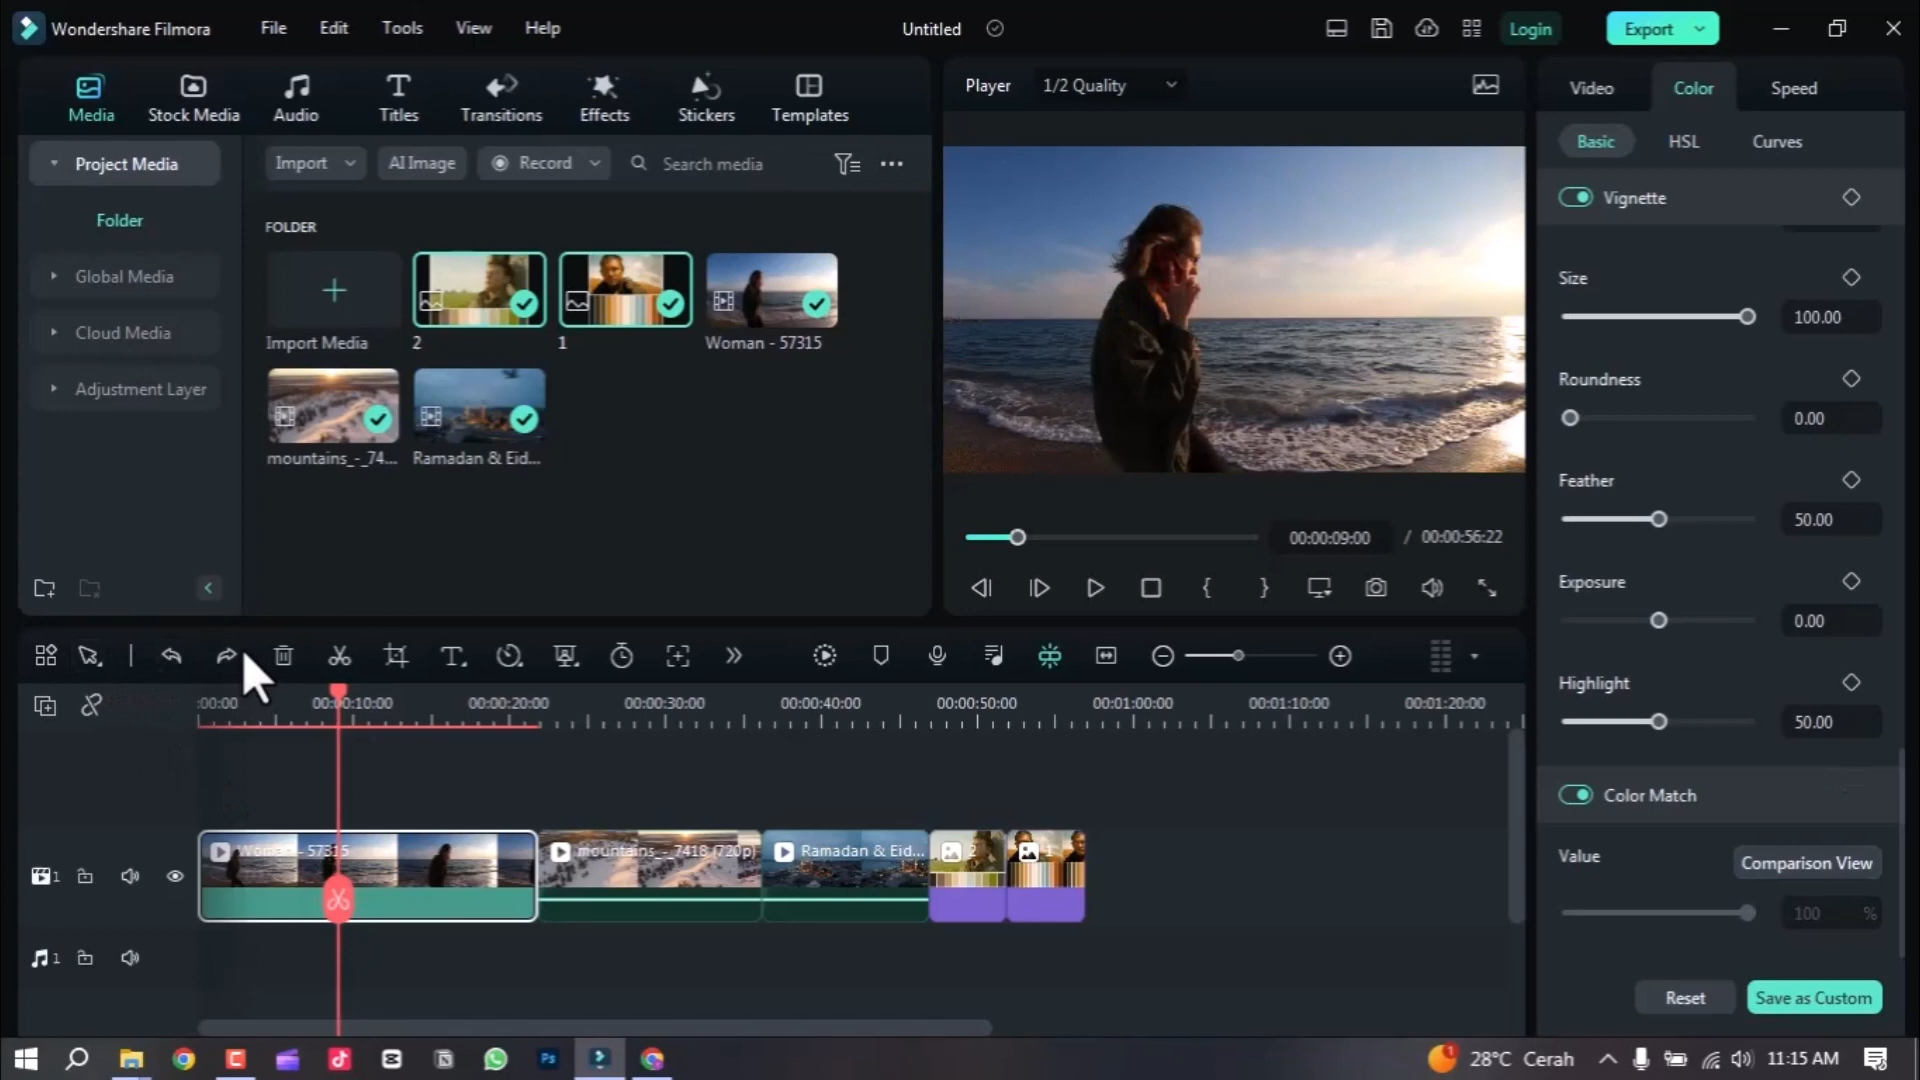 Wondershare Filmora File Edit Tools View Help Untitled Login Export
Media Stock Media Audio Titles Transitions Effects Stickers Templates
Player 1/2 Quality
Video Color Speed
Basic HSL Curves
Project Media
Folder
Global Media
Cloud Media
Adjustment Layer
Import AI Image Record Search media
FOLDER
Import Media 2 1 Woman - 57315
mountains_-_74... Ramadan & Eid...
00:00:09:00 / 00:00:56:22
Vignette
Size
100.00
Roundness
0.00
Feather
50.00
Exposure
0.00
Highlight
50.00
Color Match
Value Comparison View
100 %
Reset Save as Custom
:00:00 00:00:10:00 00:00:20:00 00:00:30:00 00:00:40:00 00:00:50:00 00:01:00:00 00:01:10:00 00:01:20:00
Woman - 57315 mountains_-_7418 (720p) Ramadan & Eid... 2 1
1
1
Ps 1 28°C Cerah 11:15 AM